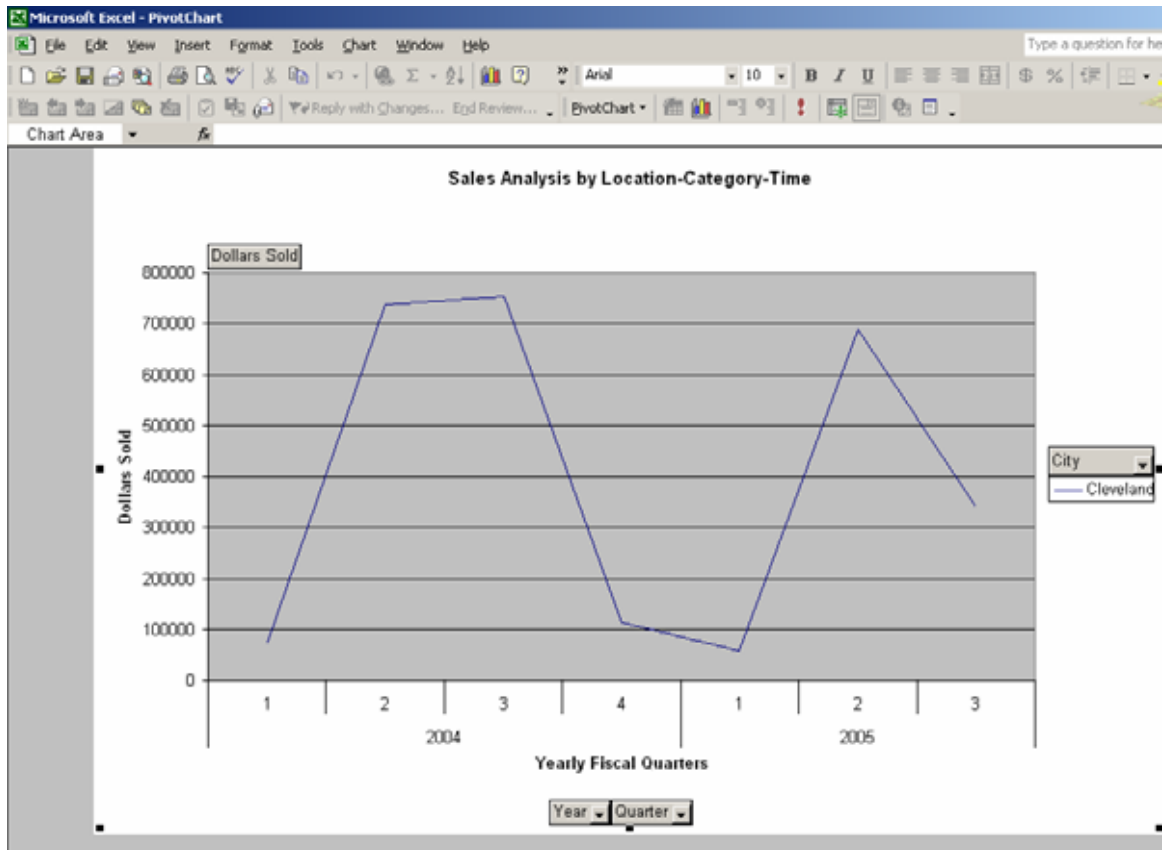 Microsoft Excel - PivotChart
File Edit View Insert Format Tools Chart Window Help
Type a question for he
Arial 10 B I U $ %
Reply with Changes... End Review... PivotChart
Chart Area fx
Sales Analysis by Location-Category-Time
Dollars Sold
800000
700000
600000
500000
400000
300000
200000
100000
0
Dollars Sold
City
Cleveland
1 2 3 4 1 2 3
2004 2005
Yearly Fiscal Quarters
Year Quarter